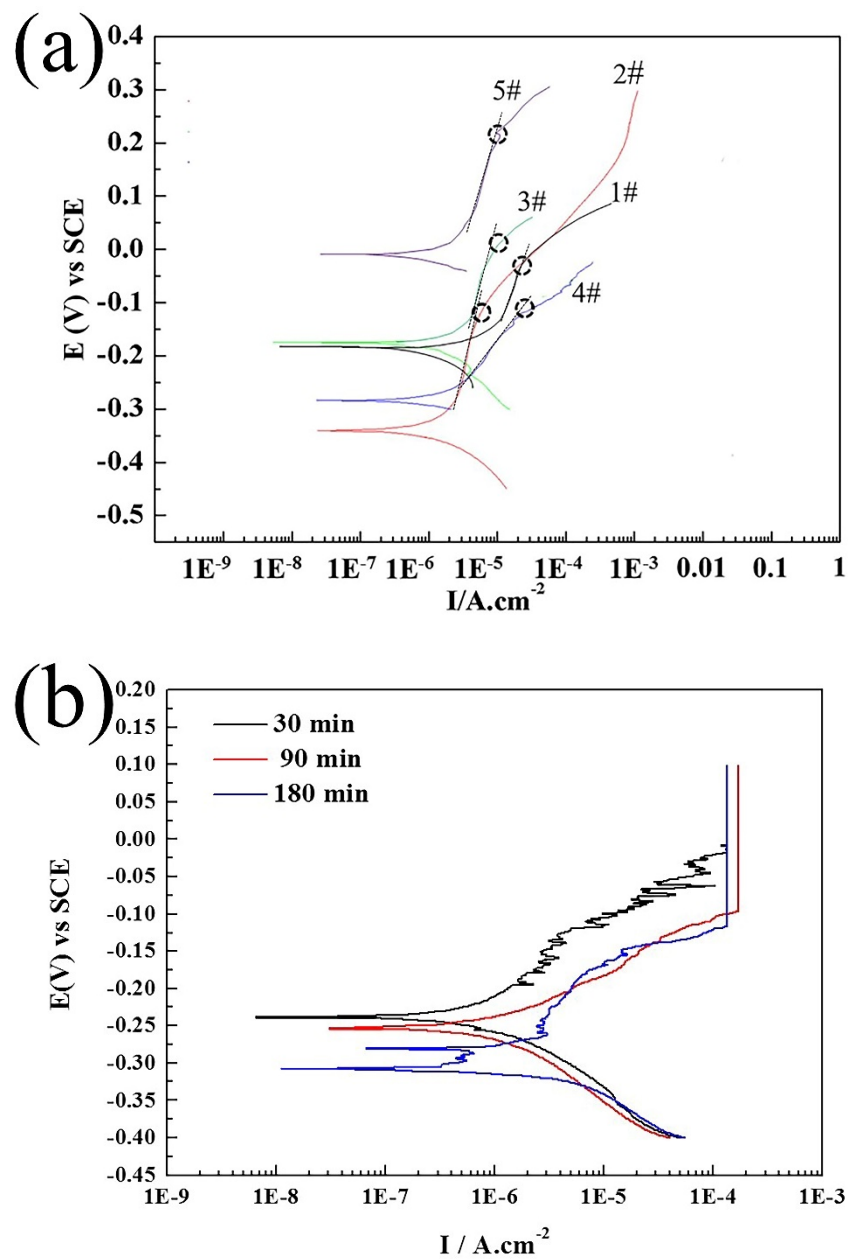 (a)
0.4
0.3
0.2
0.1
0.0
-0.1
-0.2
-0.3
-0.4
-0.5
E (V) vs SCE
5#
2#
3#
1#
4#
1E⁻⁹ 1E⁻⁸ 1E⁻⁷ 1E⁻⁶ 1E⁻⁵ 1E⁻⁴ 1E⁻³ 0.01 0.1 1
I/A.cm⁻²
(b)
0.20
0.15
0.10
0.05
0.00
-0.05
-0.10
-0.15
-0.20
-0.25
-0.30
-0.35
-0.40
-0.45
E(V) vs SCE
30 min
90 min
180 min
1E-9 1E-8 1E-7 1E-6 1E-5 1E-4 1E-3
I / A.cm⁻²